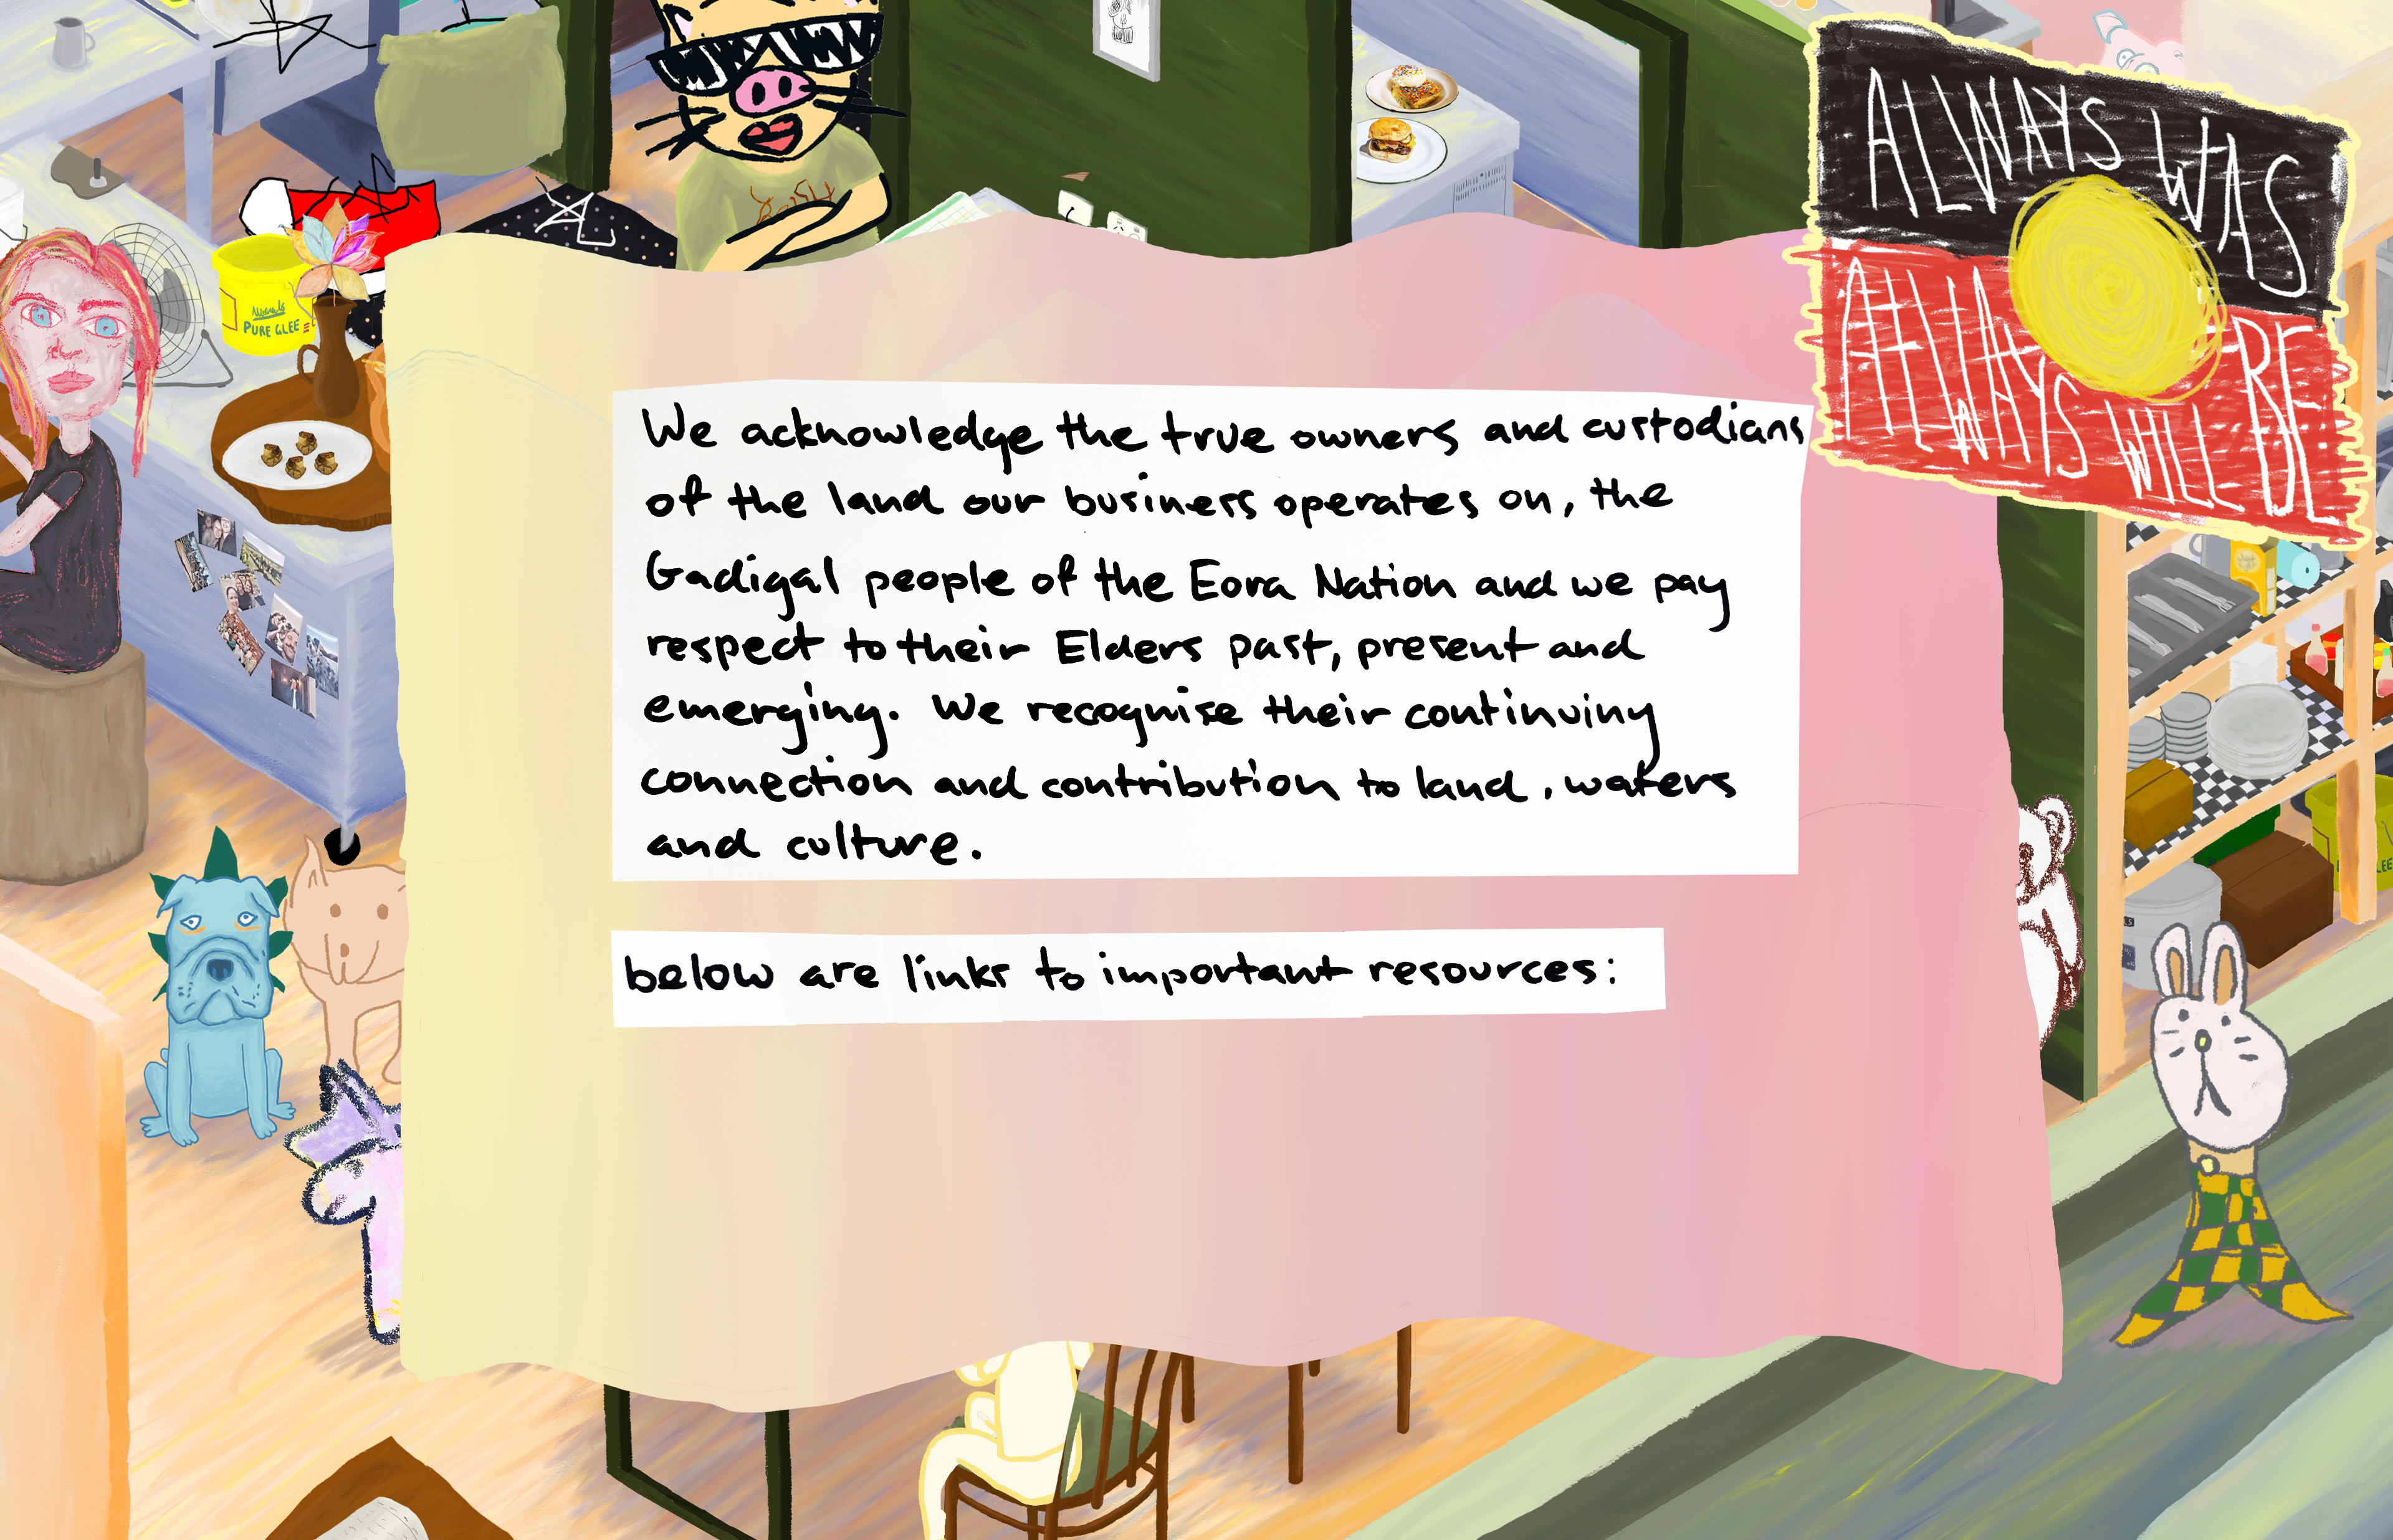 ALWAYS WAS
ALWAYS WILL BE
PURE GLEE
We acknowledge the true owners and custodians
of the land our business operates on, the
Gadigal people of the Eora Nation and we pay
respect to their Elders past, present and
emerging. We recognise their continuing
connection and contribution to land, waters
and culture.
below are links to important resources: